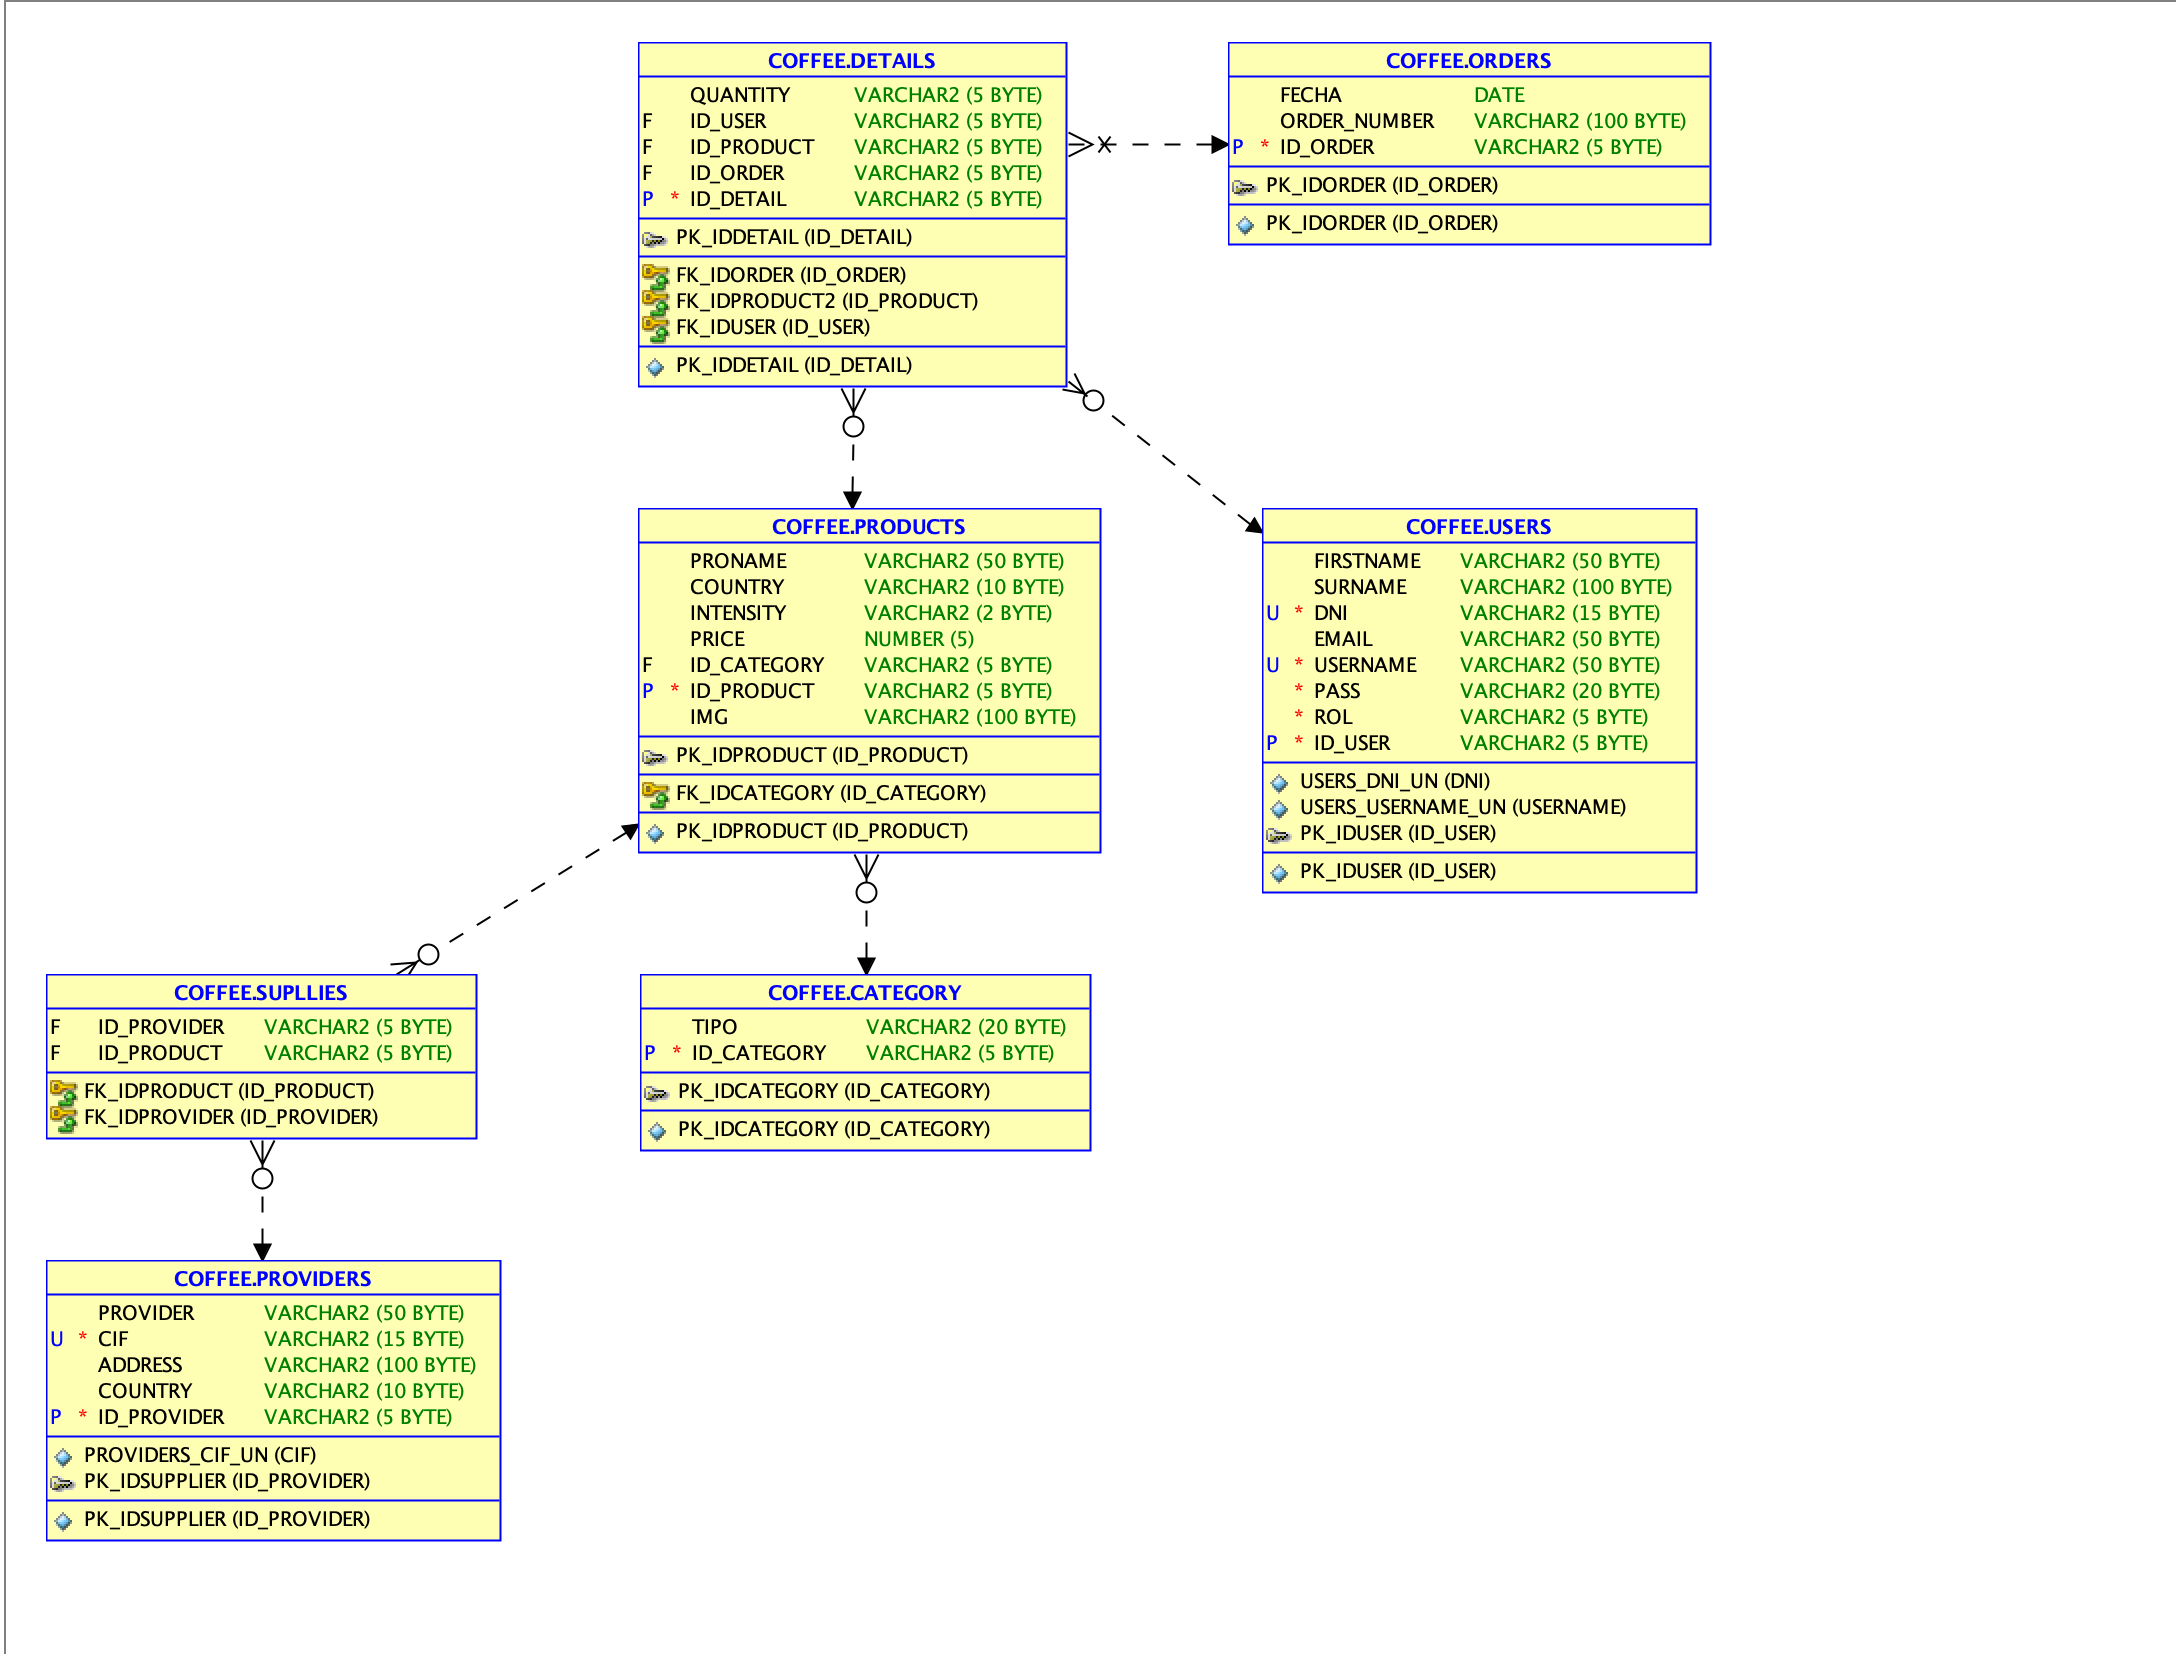 COFFEE.DETAILS
QUANTITY VARCHAR2 (5 BYTE)
F ID_USER VARCHAR2 (5 BYTE)
F ID_PRODUCT VARCHAR2 (5 BYTE)
F ID_ORDER VARCHAR2 (5 BYTE)
P * ID_DETAIL VARCHAR2 (5 BYTE)
PK_IDDETAIL (ID_DETAIL)
FK_IDORDER (ID_ORDER)
FK_IDPRODUCT2 (ID_PRODUCT)
FK_IDUSER (ID_USER)
PK_IDDETAIL (ID_DETAIL)
COFFEE.ORDERS
FECHA DATE
ORDER_NUMBER VARCHAR2 (100 BYTE)
P * ID_ORDER VARCHAR2 (5 BYTE)
PK_IDORDER (ID_ORDER)
PK_IDORDER (ID_ORDER)
COFFEE.PRODUCTS
PRONAME VARCHAR2 (50 BYTE)
COUNTRY VARCHAR2 (10 BYTE)
INTENSITY VARCHAR2 (2 BYTE)
PRICE NUMBER (5)
F ID_CATEGORY VARCHAR2 (5 BYTE)
P * ID_PRODUCT VARCHAR2 (5 BYTE)
IMG VARCHAR2 (100 BYTE)
PK_IDPRODUCT (ID_PRODUCT)
FK_IDCATEGORY (ID_CATEGORY)
PK_IDPRODUCT (ID_PRODUCT)
COFFEE.USERS
FIRSTNAME VARCHAR2 (50 BYTE)
SURNAME VARCHAR2 (100 BYTE)
U * DNI VARCHAR2 (15 BYTE)
EMAIL VARCHAR2 (50 BYTE)
U * USERNAME VARCHAR2 (50 BYTE)
* PASS VARCHAR2 (20 BYTE)
* ROL VARCHAR2 (5 BYTE)
P * ID_USER VARCHAR2 (5 BYTE)
USERS_DNI_UN (DNI)
USERS_USERNAME_UN (USERNAME)
PK_IDUSER (ID_USER)
PK_IDUSER (ID_USER)
COFFEE.SUPLLIES
F ID_PROVIDER VARCHAR2 (5 BYTE)
F ID_PRODUCT VARCHAR2 (5 BYTE)
FK_IDPRODUCT (ID_PRODUCT)
FK_IDPROVIDER (ID_PROVIDER)
COFFEE.CATEGORY
TIPO VARCHAR2 (20 BYTE)
P * ID_CATEGORY VARCHAR2 (5 BYTE)
PK_IDCATEGORY (ID_CATEGORY)
PK_IDCATEGORY (ID_CATEGORY)
COFFEE.PROVIDERS
PROVIDER VARCHAR2 (50 BYTE)
U * CIF VARCHAR2 (15 BYTE)
ADDRESS VARCHAR2 (100 BYTE)
COUNTRY VARCHAR2 (10 BYTE)
P * ID_PROVIDER VARCHAR2 (5 BYTE)
PROVIDERS_CIF_UN (CIF)
PK_IDSUPPLIER (ID_PROVIDER)
PK_IDSUPPLIER (ID_PROVIDER)